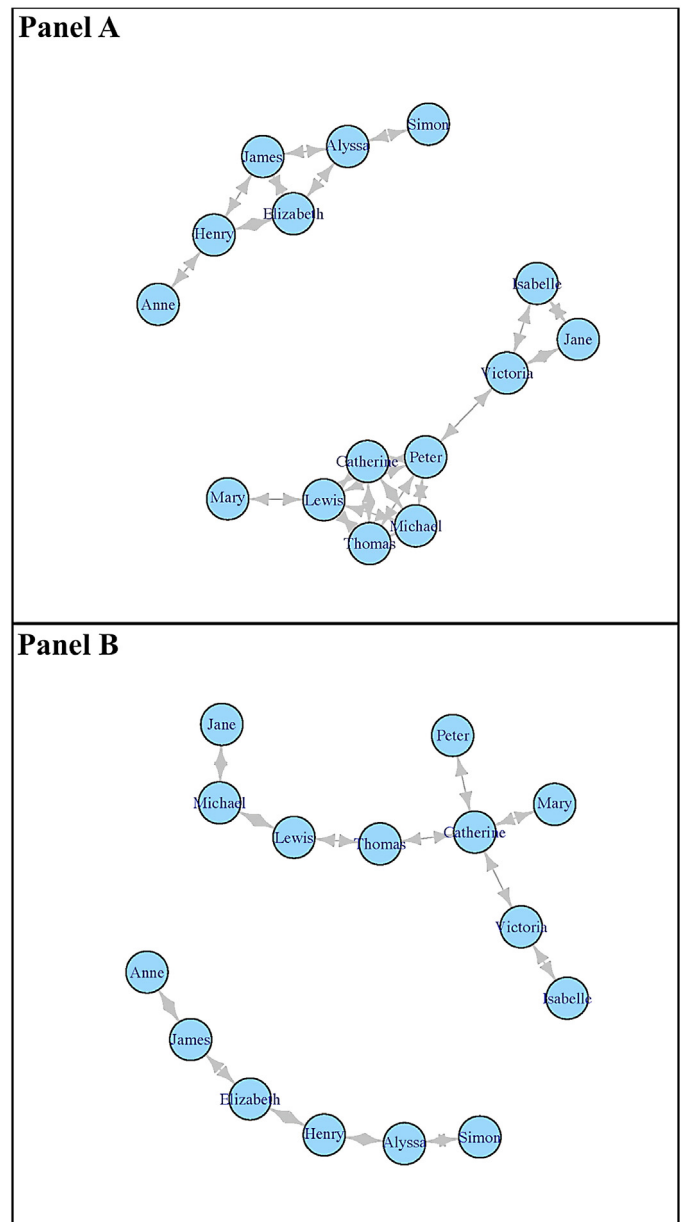 Panel A
Simon
Alyssa
James
Elizabeth
Henry
Anne
Isabelle
Jane
Victoria
Peter
Catherine
Mary
Lewis
Michael
Thomas
Panel B
Jane
Peter
Michael
Mary
Lewis
Thomas
Catherine
Victoria
Isabelle
Anne
James
Elizabeth
Henry
Alyssa
Simon